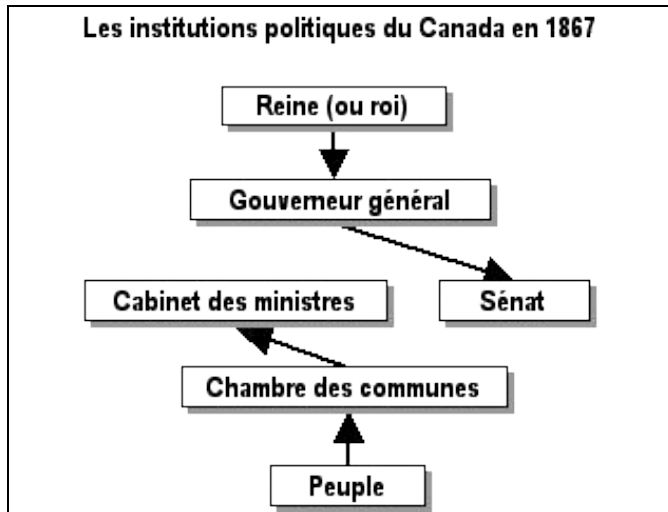 Les institutions politiques du Canada en 1867
Reine (ou roi)
Gouverneur général
Cabinet des ministres
Sénat
Chambre des communes
Peuple